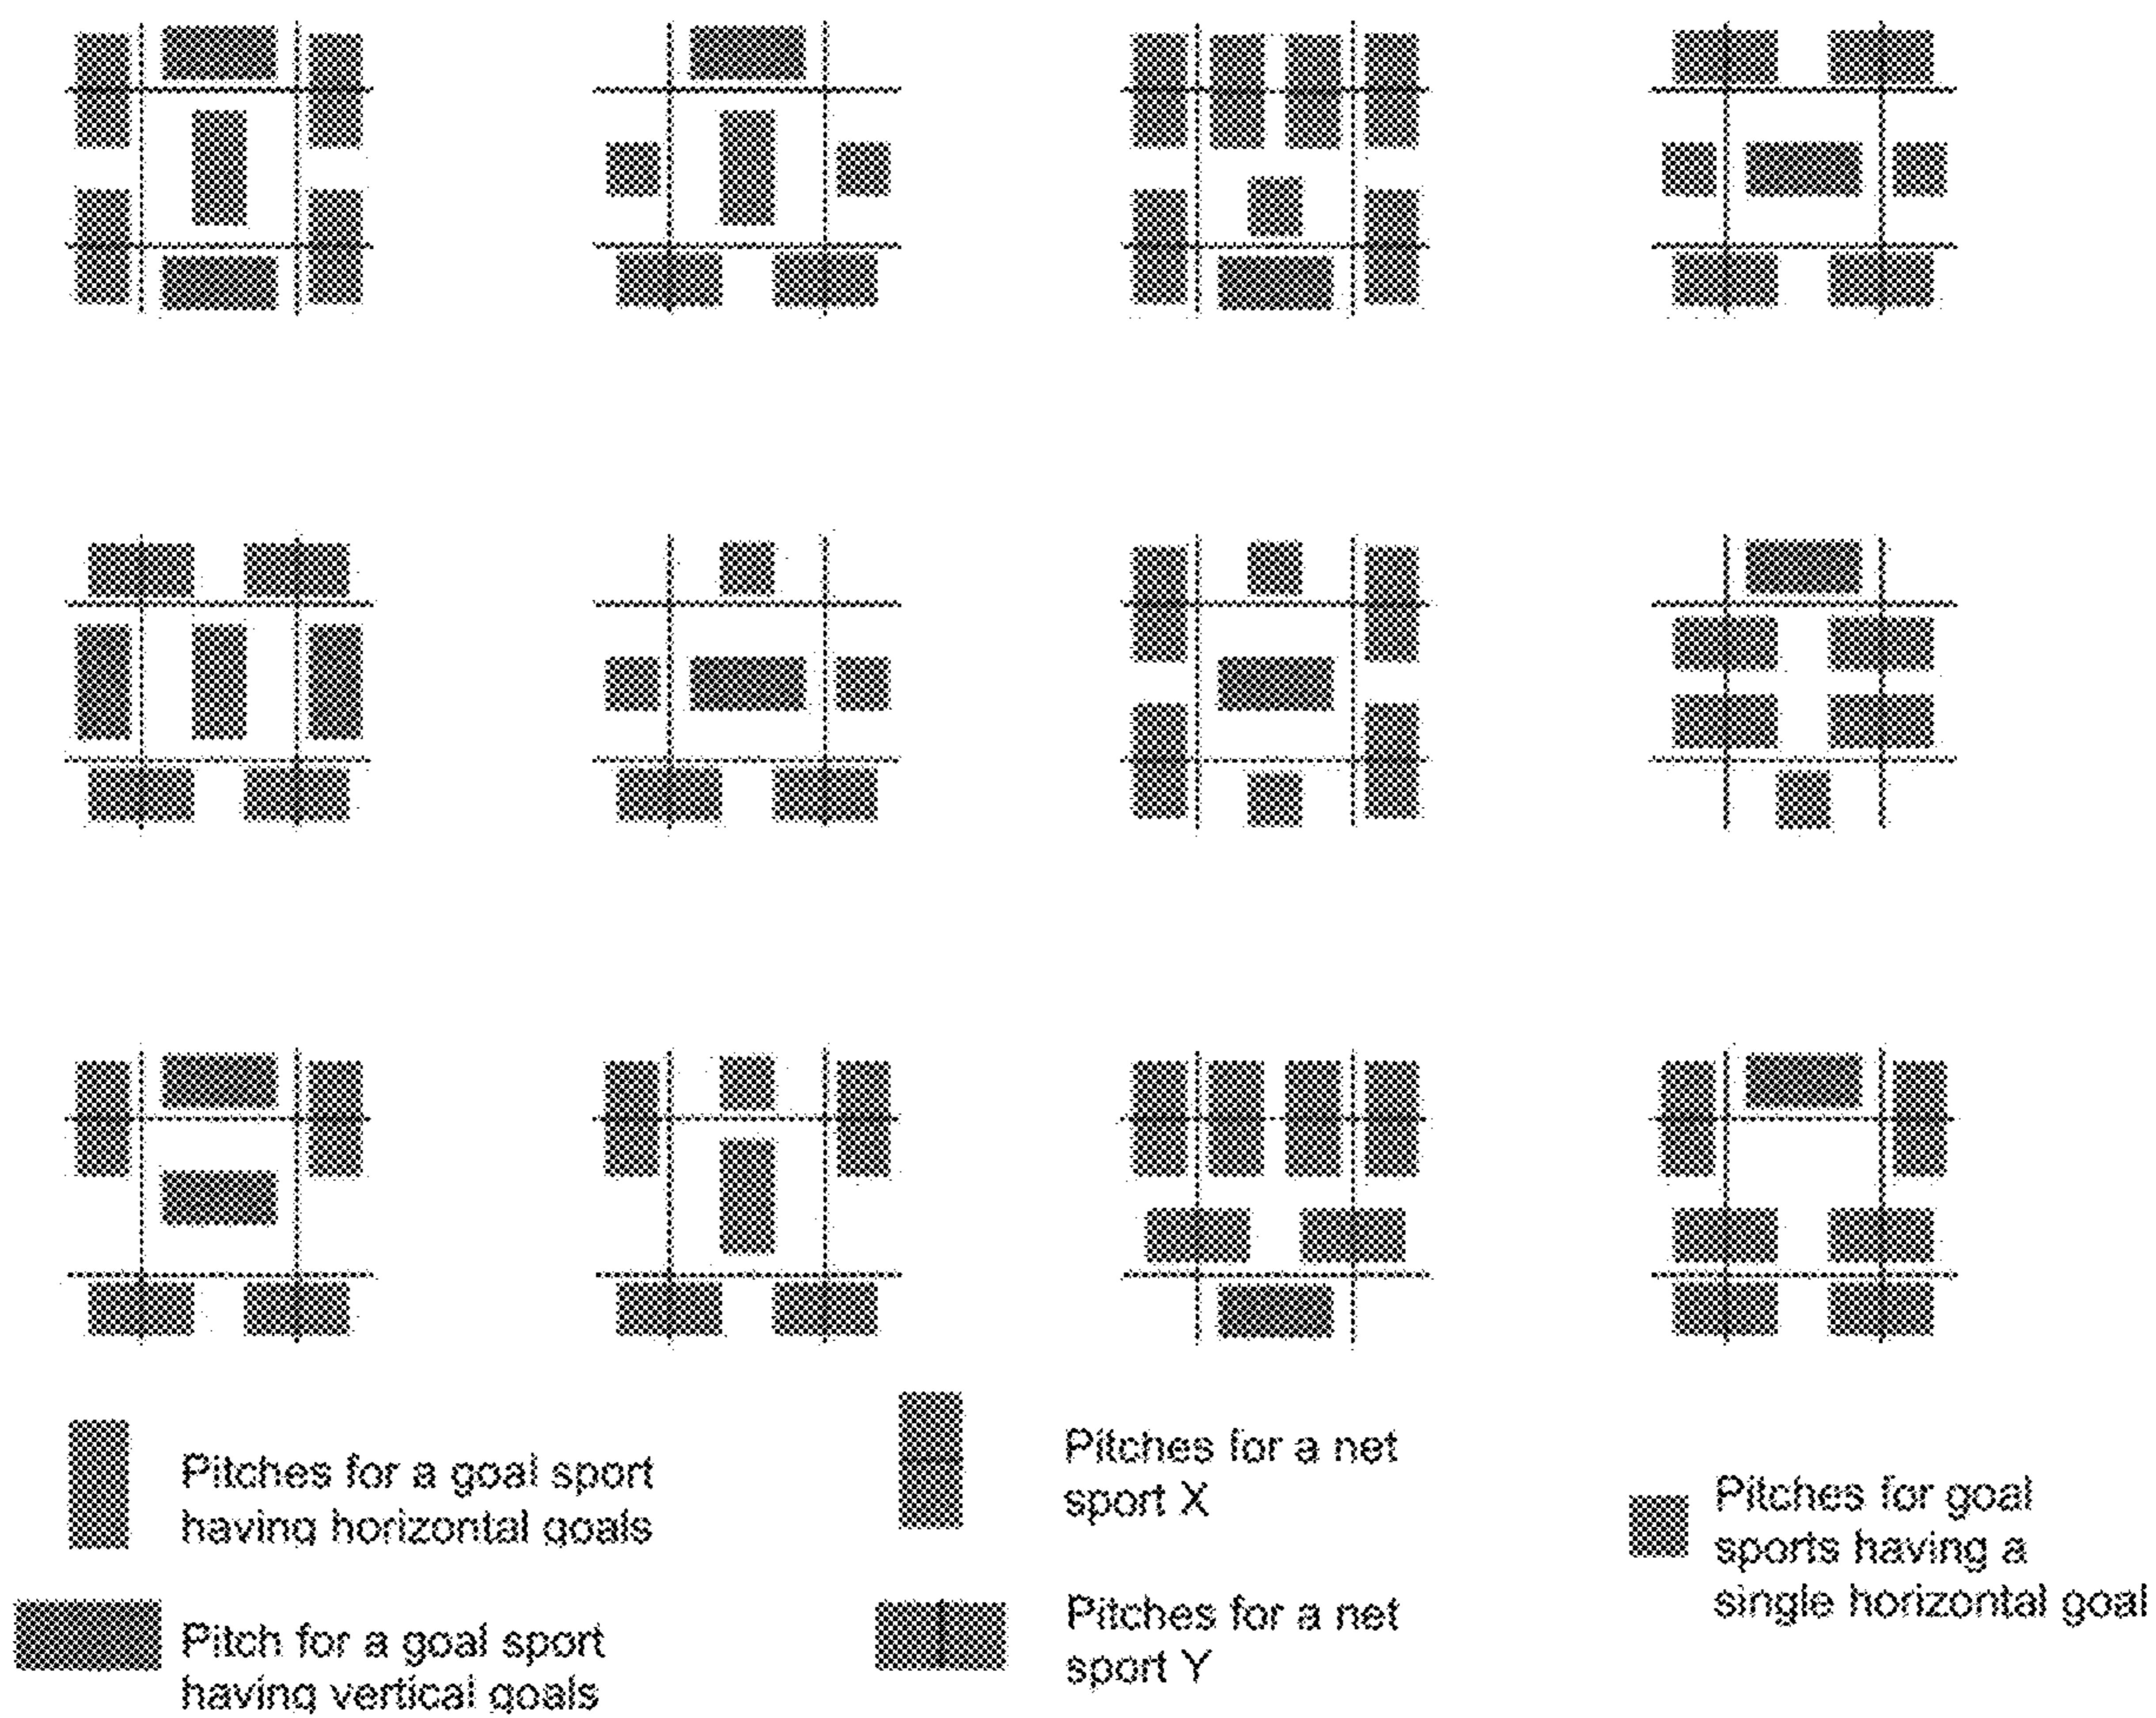 Pitches for a goal sport
having horizontal goals
Pitch for a goal sport
having vertical goals
Pitches for a net
sport X
Pitches for a net
sport Y
Pitches for goal
sports having a
single horizontal goal